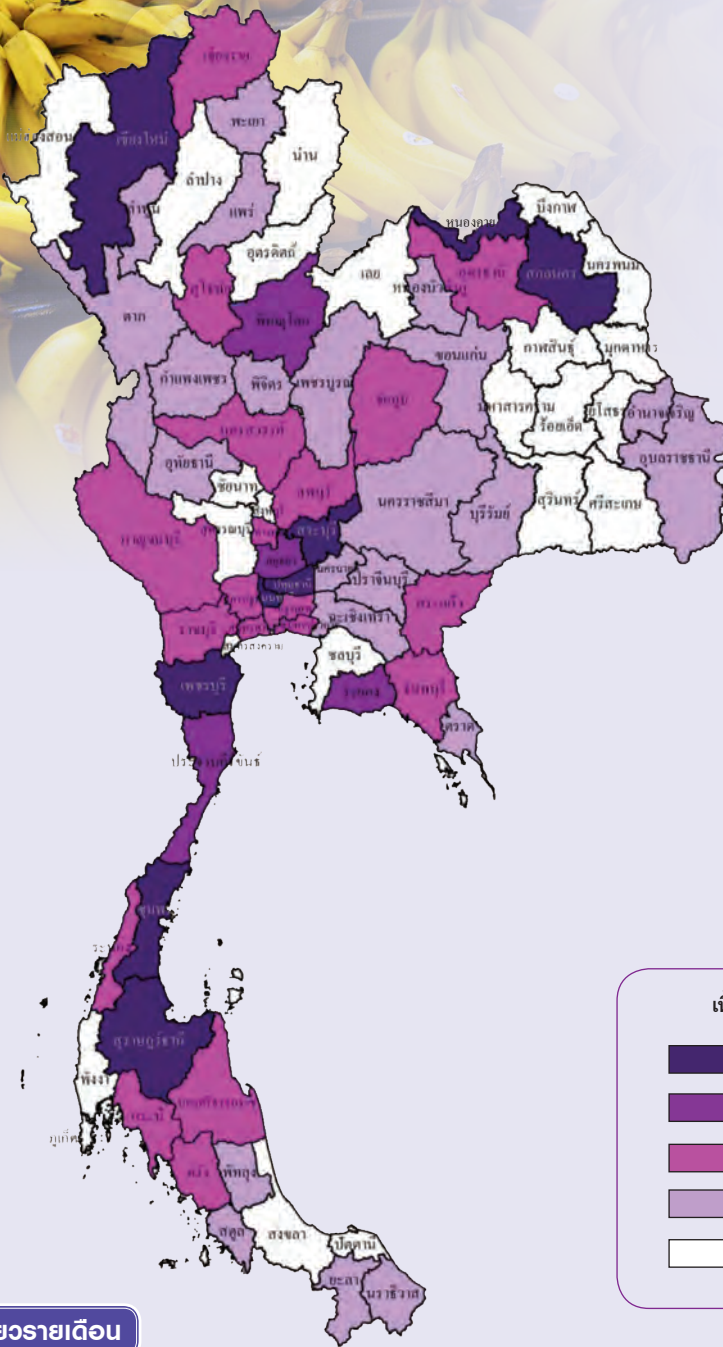 เชียงราย
เชียงใหม่
พะเยา
น่าน
ลำปาง
แพร่
อุตรดิตถ์
หนองคาย
บึงกาฬ
เลย
อุดรธานี
สกลนคร
นครพนม
ตาก
พิษณุโลก
ขอนแก่น
กาฬสินธุ์
มุกดาหาร
กำแพงเพชร
พิจิตร
เพชรบูรณ์
ชัยภูมิ
มหาสารคาม
ร้อยเอ็ด
ยโสธร
อำนาจเจริญ
อุบลราชธานี
นครสวรรค์
อุทัยธานี
ชัยนาท
ลพบุรี
นครราชสีมา
บุรีรัมย์
สุรินทร์
ศรีสะเกษ
กาญจนบุรี
สระบุรี
ปราจีนบุรี
ปทุมธานี
ฉะเชิงเทรา
ราชบุรี
ชลบุรี
เพชรบุรี
ระยอง
จันทบุรี
ตราด
ชุมพร
ระนอง
สุราษฎร์ธานี
พังงา
นครศรีธรรมราช
กระบี่
ภูเก็ต
ตรัง
พัทลุง
สตูล
สงขลา
ปัตตานี
ยะลา
นราธิวาส
ยวรายเดือน